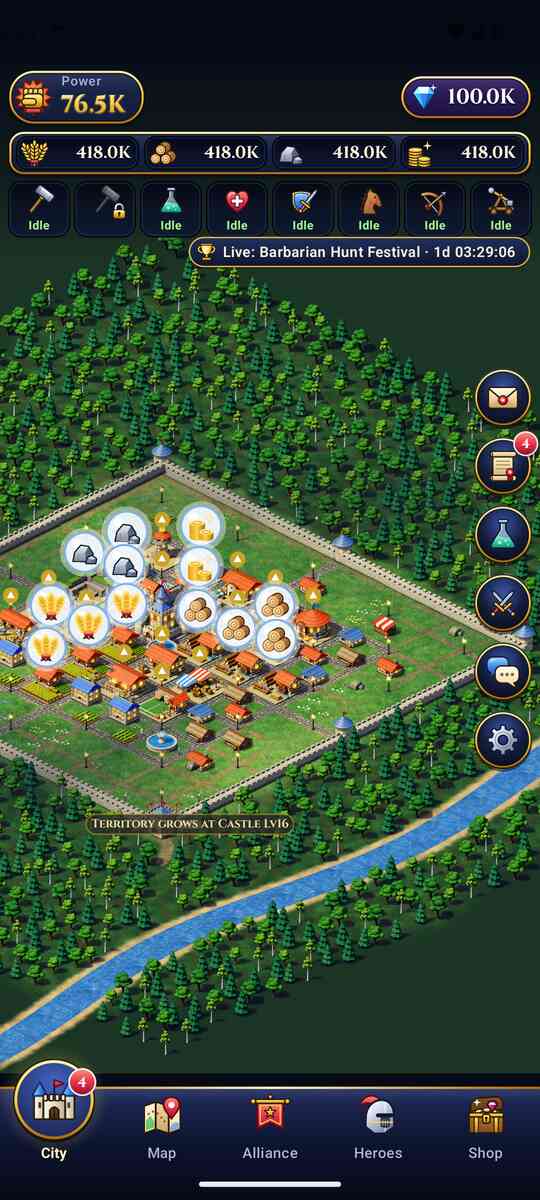 Power
76.5K
100.0K
418.0K 418.0K 418.0K 418.0K
Idle Idle Idle Idle Idle Idle Idle
Live: Barbarian Hunt Festival · 1d 03:29:06
4
Territory grows at Castle Lv16
4
City Map Alliance Heroes Shop